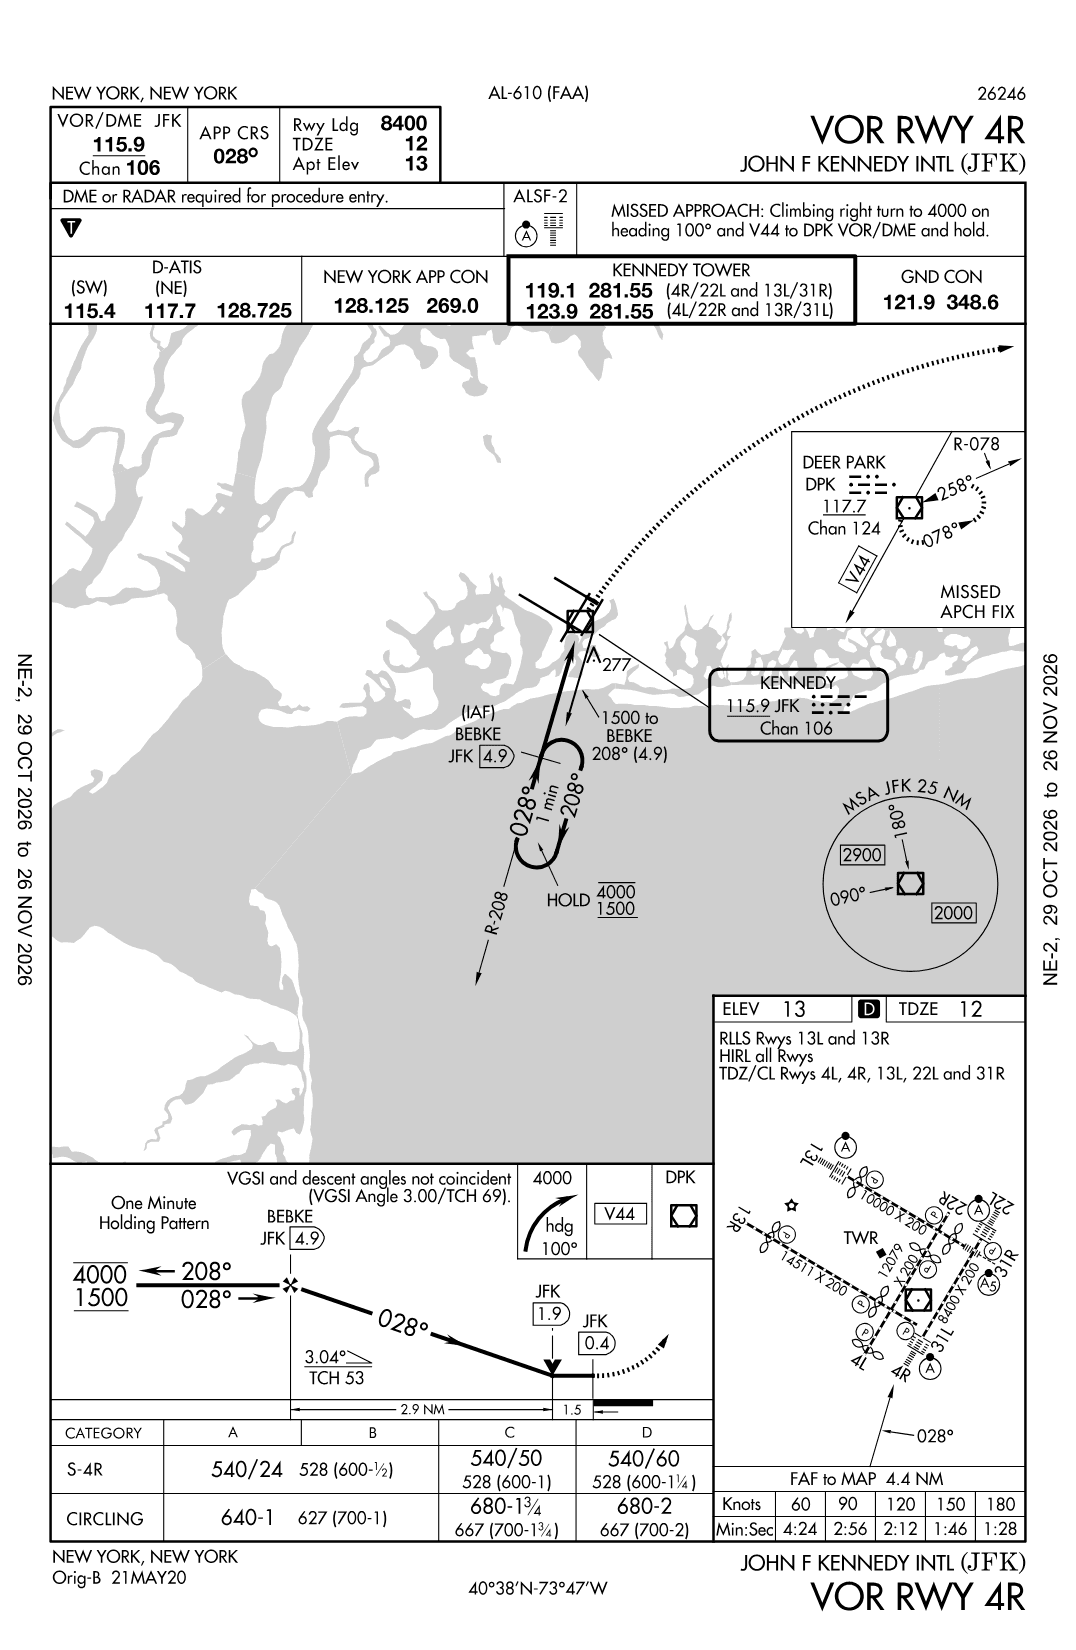 NEW YORK, NEW YORK
AL-610 (FAA)
26246
VOR/DME JFK
115.9
Chan 106
APP CRS
028°
Rwy Ldg 8400
TDZE 12
Apt Elev 13
VOR RWY 4R
JOHN F KENNEDY INTL (JFK)
DME or RADAR required for procedure entry.
T
ALSF-2
A
MISSED APPROACH: Climbing right turn to 4000 on
heading 100° and V44 to DPK VOR/DME and hold.
D-ATIS
(SW) (NE)
115.4 117.7 128.725
NEW YORK APP CON
128.125 269.0
KENNEDY TOWER
119.1 281.55 (4R/22L and 13L/31R)
123.9 281.55 (4L/22R and 13R/31L)
GND CON
121.9 348.6
R-078
DEER PARK
DPK
117.7
Chan 124
258°
078°
V44
MISSED
APCH FIX
277
KENNEDY
115.9 JFK
Chan 106
(IAF)
BEBKE
JFK 4.9
1500 to
BEBKE
208° (4.9)
028°
1 min
208°
HOLD 4000
1500
R-208
MSA JFK 25 NM
180°
2900
090°
2000
NE-2, 29 OCT 2026 to 26 NOV 2026
NE-2, 29 OCT 2026 to 26 NOV 2026
ELEV 13
D
TDZE 12
RLLS Rwys 13L and 13R
HIRL all Rwys
TDZ/CL Rwys 4L, 4R, 13L, 22L and 31R
13L
A
P
10000 X 200
22R
22L
A
P
13R
P
TWR
14511 X 200
12079
X 200
P
P
31R
A5
8400 X 200
P
P
P
31L
4L
4R
A
028°
VGSI and descent angles not coincident
(VGSI Angle 3.00/TCH 69).
One Minute
Holding Pattern
BEBKE
JFK 4.9
4000
hdg
100°
V44
DPK
4000
1500
208°
028°
028°
JFK
1.9
JFK
0.4
3.04°
TCH 53
2.9 NM
1.5
CATEGORY A B C D
S-4R 540/24 528 (600-½) 540/50 528 (600-1) 540/60 528 (600-1¼)
CIRCLING 640-1 627 (700-1) 680-1¾ 667 (700-1¾) 680-2 667 (700-2)
FAF to MAP 4.4 NM
Knots 60 90 120 150 180
Min:Sec 4:24 2:56 2:12 1:46 1:28
NEW YORK, NEW YORK
Orig-B 21MAY20
40°38'N-73°47'W
JOHN F KENNEDY INTL (JFK)
VOR RWY 4R